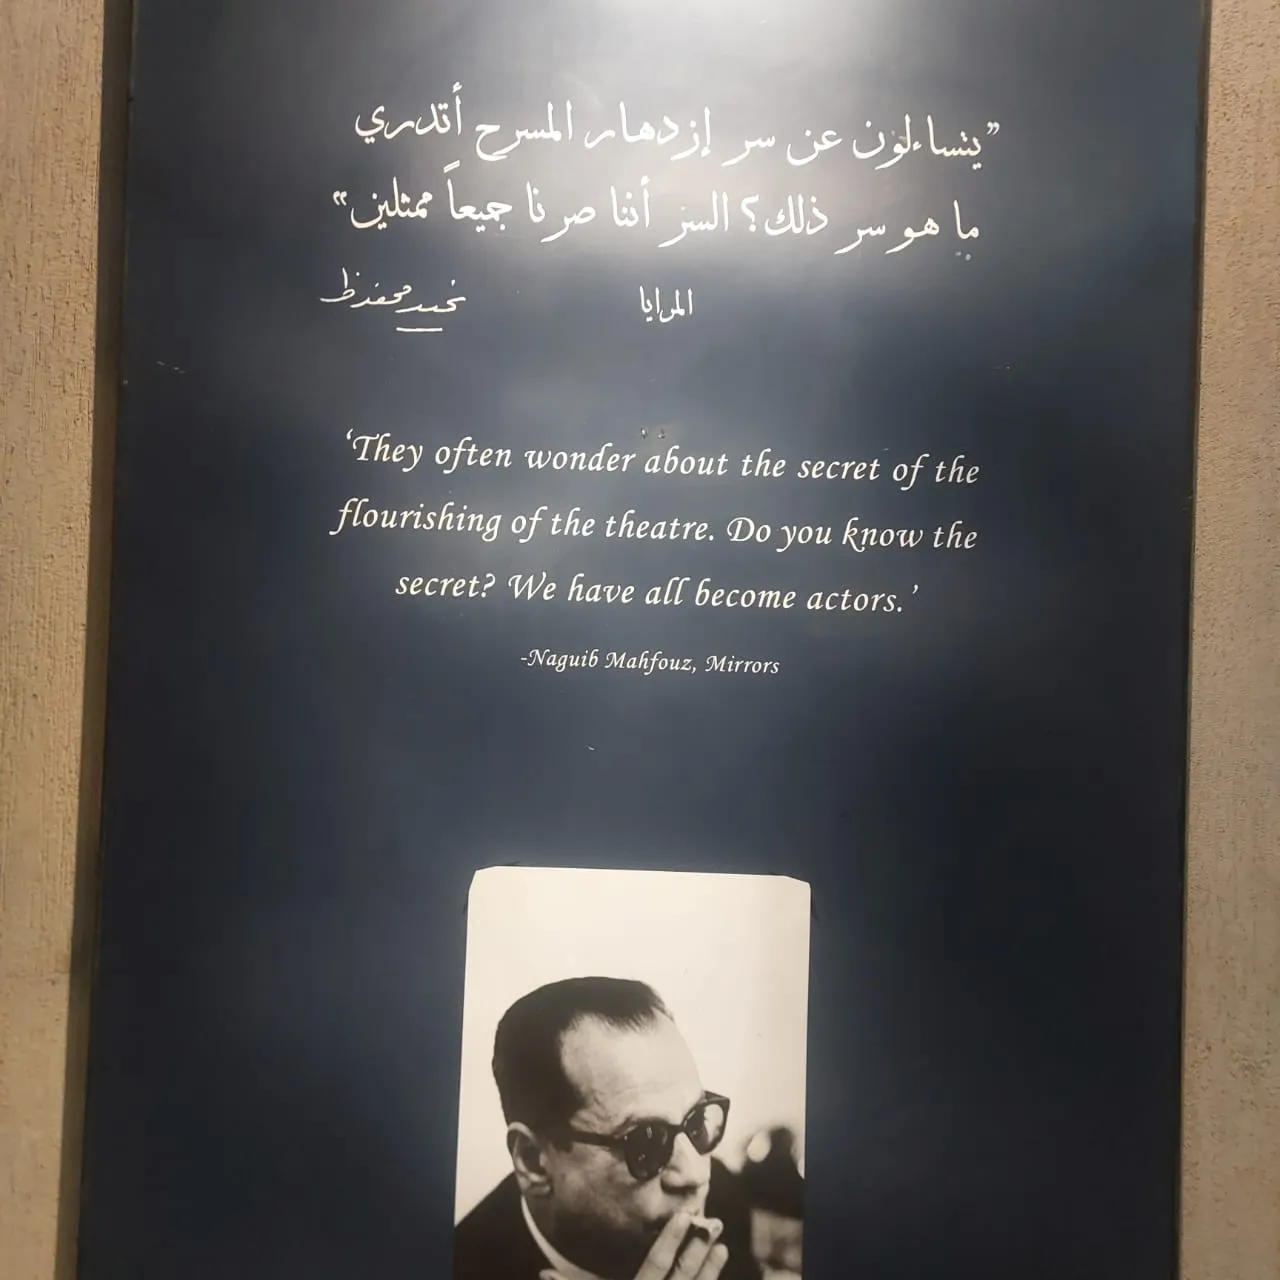 ”يتساءلون عن سر إزدهار المسرح أتدري
ما هو سر ذلك؟ السر أننا صرنا جميعاً ممثلين“
المرايا
نجيب محفوظ
‘They often wonder about the secret of the
flourishing of the theatre. Do you know the
secret? We have all become actors.’
-Naguib Mahfouz, Mirrors